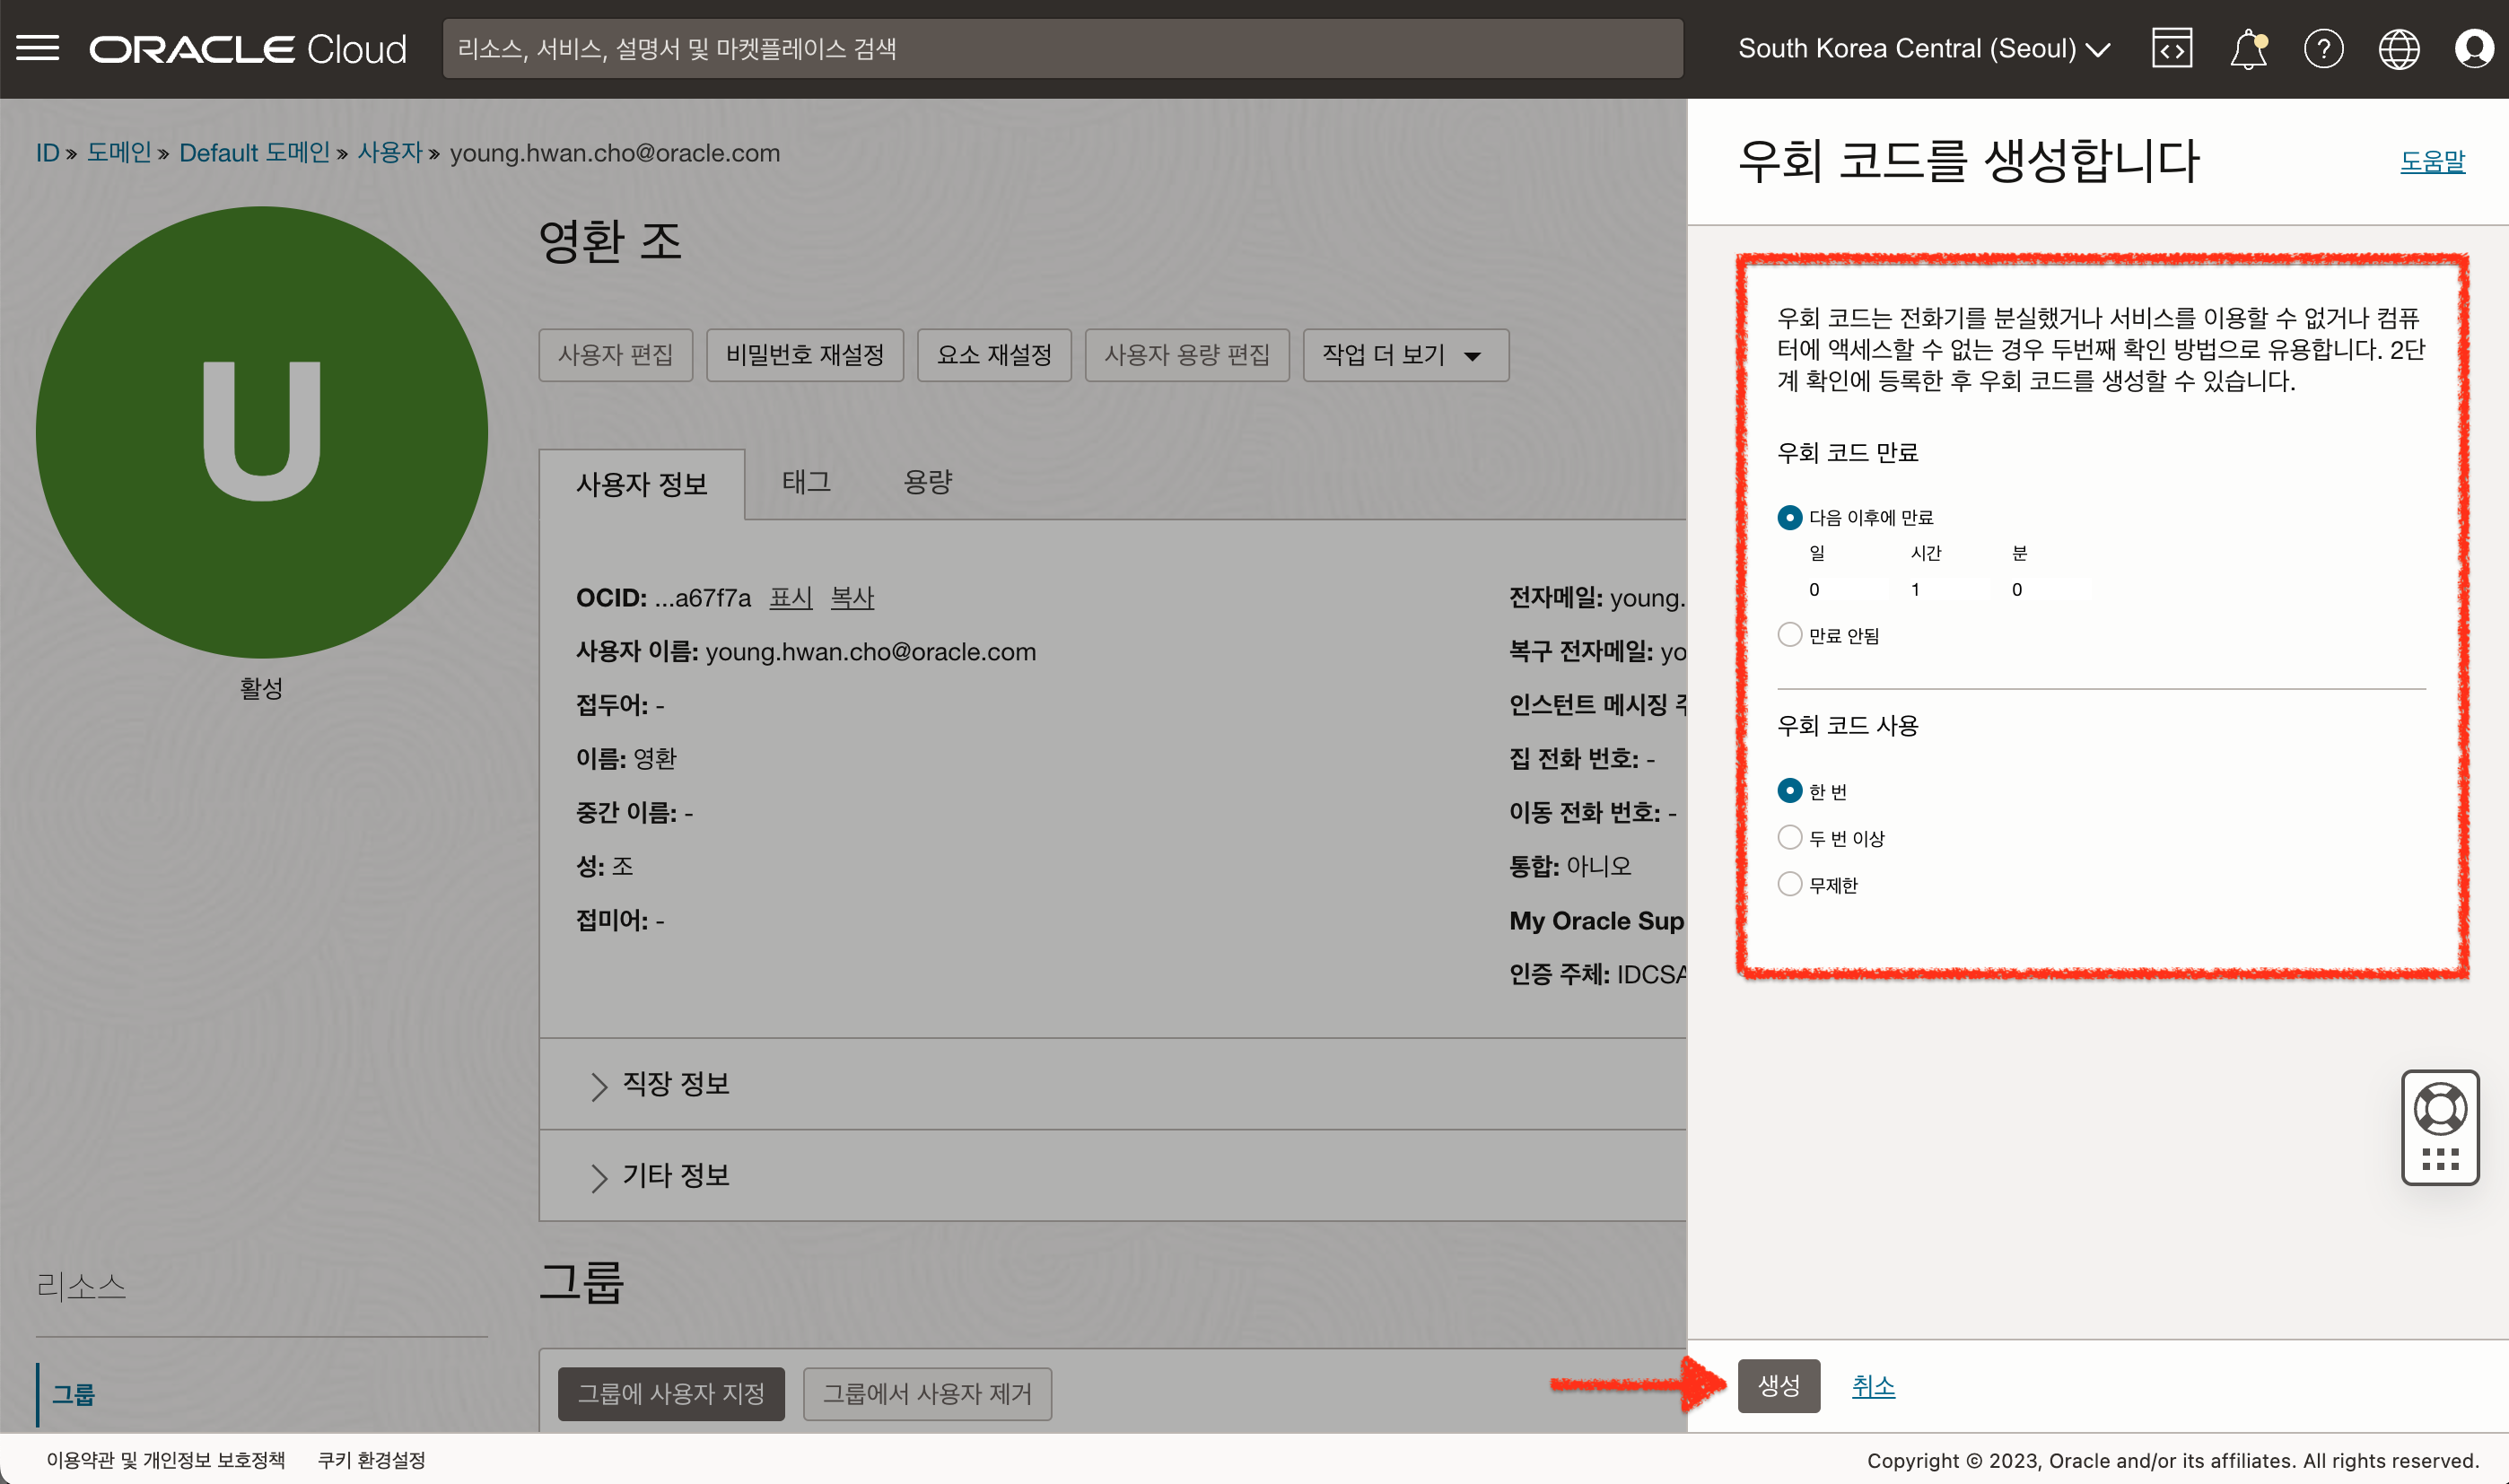 ORACLE Cloud
리소스, 서비스, 설명서 및 마켓플레이스 검색
South Korea Central (Seoul)
ID » 도메인 » Default 도메인 » 사용자 » young.hwan.cho@oracle.com
U
활성
영환 조
사용자 편집
비밀번호 재설정
요소 재설정
사용자 용량 편집
작업 더 보기
사용자 정보
태그
용량
OCID: ...a67f7a 표시 복사
사용자 이름: young.hwan.cho@oracle.com
접두어: -
이름: 영환
중간 이름: -
성: 조
접미어: -
전자메일: young.
복구 전자메일: yo
인스턴트 메시징
집 전화 번호: -
이동 전화 번호: -
통합: 아니오
My Oracle Sup
인증 주체: IDCSA
직장 정보
기타 정보
리소스
그룹
그룹
그룹에 사용자 지정
그룹에서 사용자 제거
우회 코드를 생성합니다
도움말
우회 코드는 전화기를 분실했거나 서비스를 이용할 수 없거나 컴퓨
터에 액세스할 수 없는 경우 두번째 확인 방법으로 유용합니다. 2단
계 확인에 등록한 후 우회 코드를 생성할 수 있습니다.
우회 코드 만료
다음 이후에 만료
일 시간 분
0 1 0
만료 안됨
우회 코드 사용
한 번
두 번 이상
무제한
생성
취소
이용약관 및 개인정보 보호정책
쿠키 환경설정
Copyright © 2023, Oracle and/or its affiliates. All rights reserved.